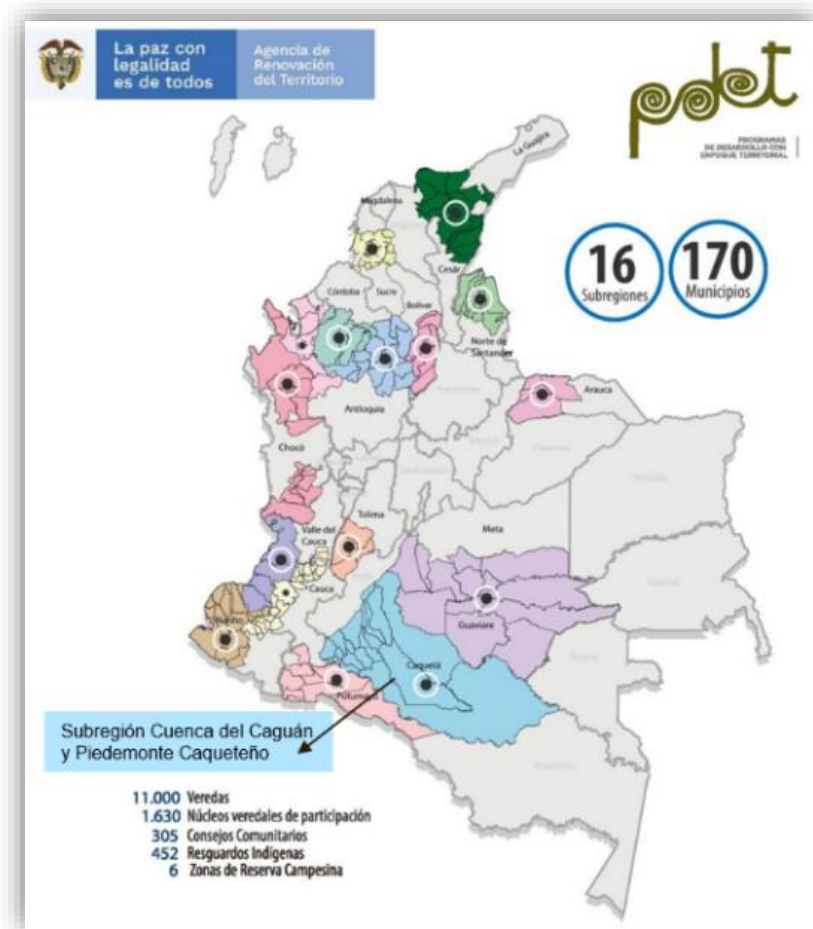 La paz con
legalidad
es de todos
Agencia de
Renovación
del Territorio
pdet
PROGRAMAS
DE DESARROLLO CON
ENFOQUE TERRITORIAL
La Guajira
Magdalena
16
Subregiones
170
Municipios
Cesár
Córdoba
Sucre
Bolívar
Norte de
Santander
Arauca
Antioquia
Chocó
Tolima
Valle del
Cauca
Meta
Cauca
Nariño
Guaviare
Caquetá
Putumayo
Subregión Cuenca del Caguán
y Piedemonte Caqueteño
11.000 Veredas
1.630 Núcleos veredales de participación
305 Consejos Comunitarios
452 Resguardos Indígenas
6 Zonas de Reserva Campesina